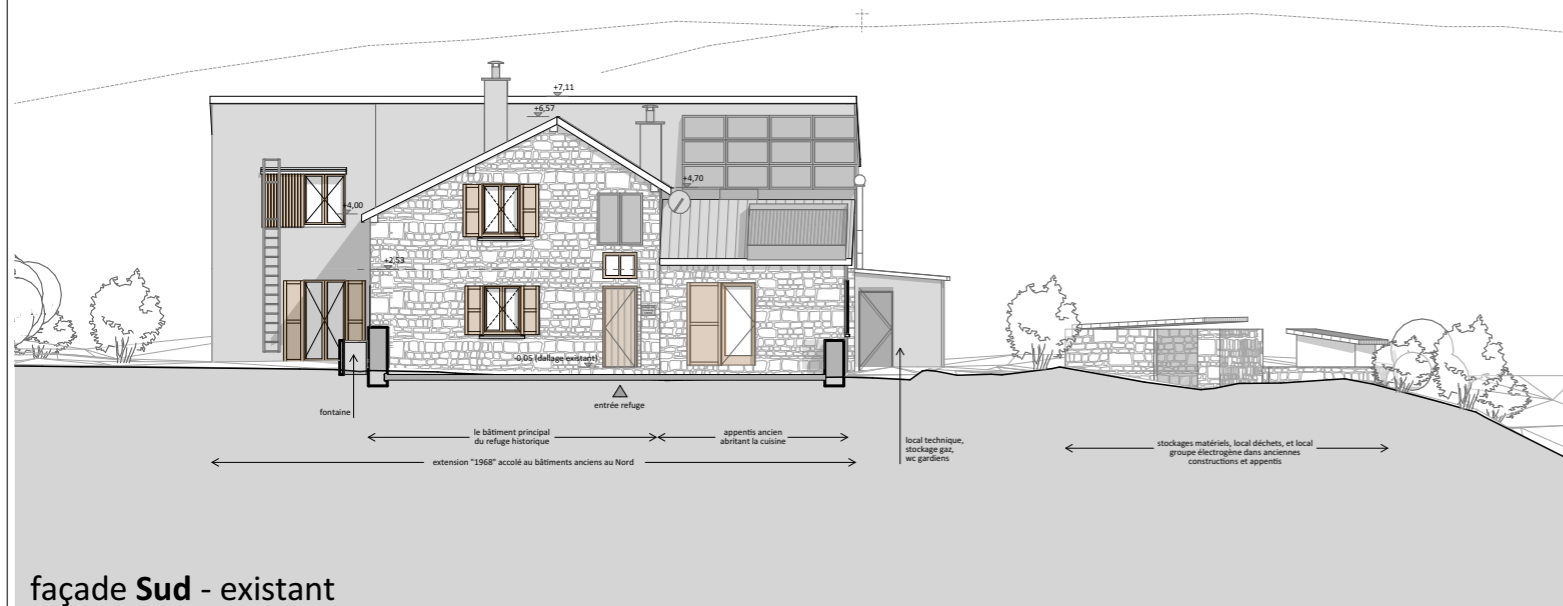 +7,11
+6,57
+4,70
+4,00
+2,53
-0,05 (dallage existant)
fontaine
entrée refuge
le bâtiment principal
du refuge historique
appentis ancien
abritant la cuisine
local technique,
stockage gaz,
wc gardiens
stockages matériels, local déchets, et local
groupe électrogène dans anciennes
constructions et appentis
extension "1968" accolé au bâtiments anciens au Nord
façade Sud - existant